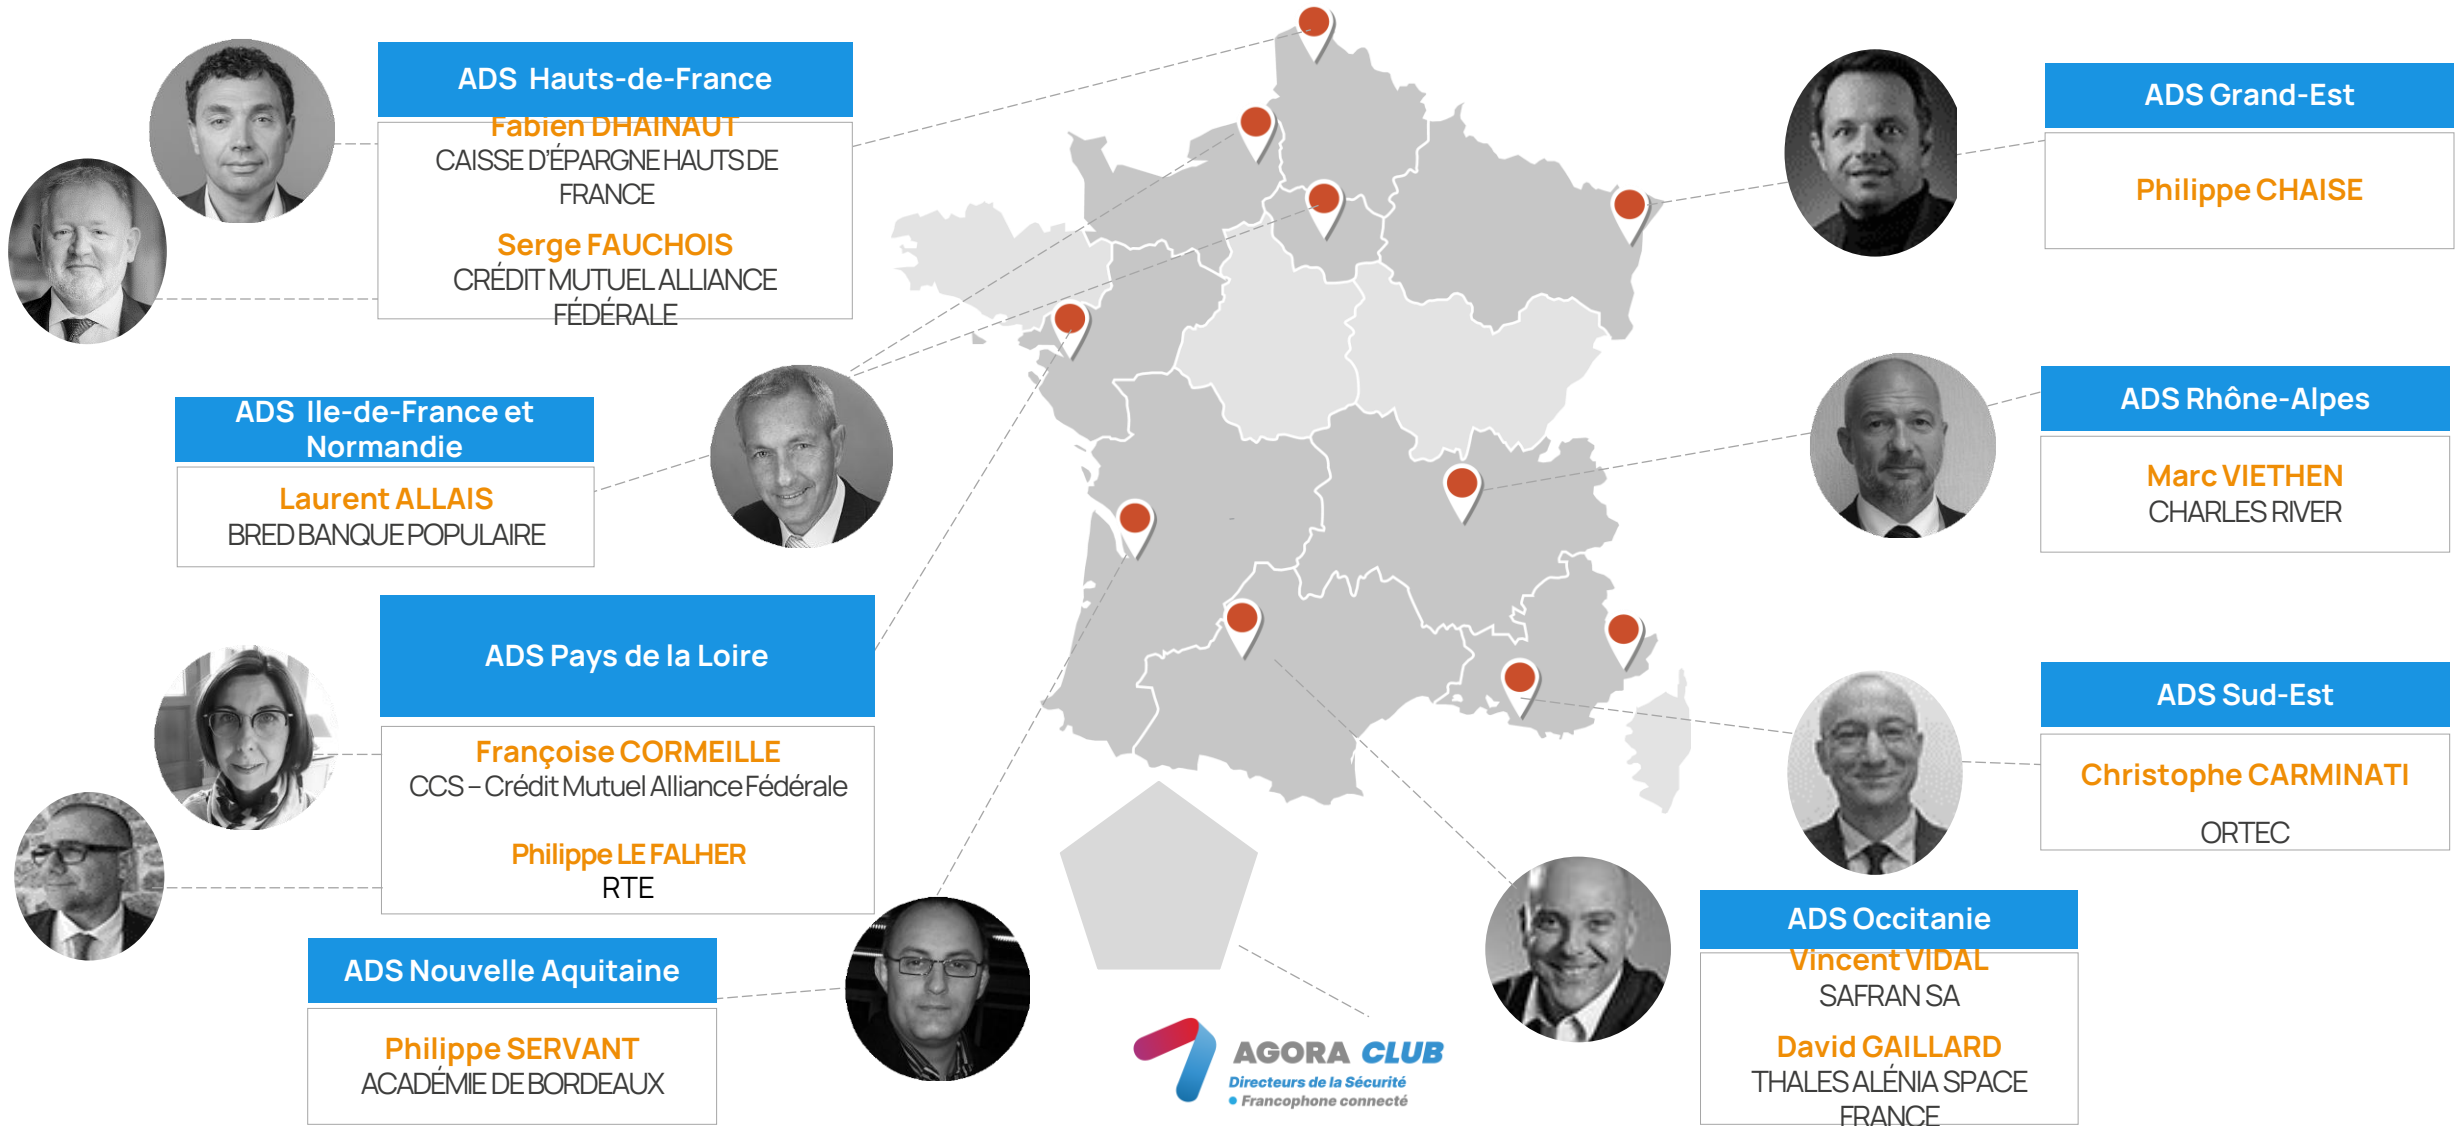 ADS Hauts-de-France
Fabien DHAINAUT
CAISSE D'ÉPARGNE HAUTS DE
FRANCE
Serge FAUCHOIS
CRÉDIT MUTUEL ALLIANCE
FÉDÉRALE
ADS Ile-de-France et
Normandie
Laurent ALLAIS
BRED BANQUE POPULAIRE
ADS Pays de la Loire
Françoise CORMEILLE
CCS – Crédit Mutuel Alliance Fédérale
Philippe LE FALHER
RTE
ADS Nouvelle Aquitaine
Philippe SERVANT
ACADÉMIE DE BORDEAUX
AGORA CLUB
Directeurs de la Sécurité
• Francophone connecté
ADS Grand-Est
Philippe CHAISE
ADS Rhône-Alpes
Marc VIETHEN
CHARLES RIVER
ADS Sud-Est
Christophe CARMINATI
ORTEC
ADS Occitanie
Vincent VIDAL
SAFRAN SA
David GAILLARD
THALES ALÉNIA SPACE
FRANCE